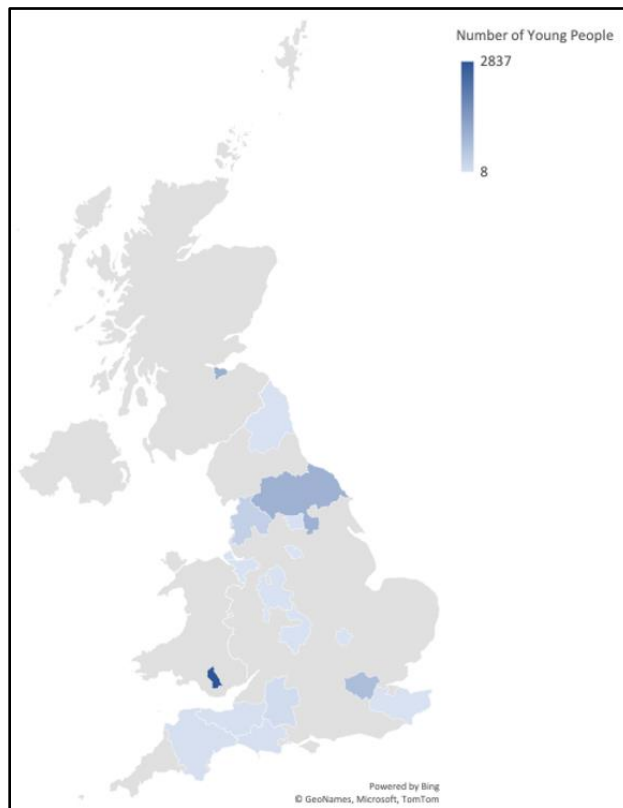 Number of Young People
2837
8
Powered by Bing
© GeoNames, Microsoft, TomTom